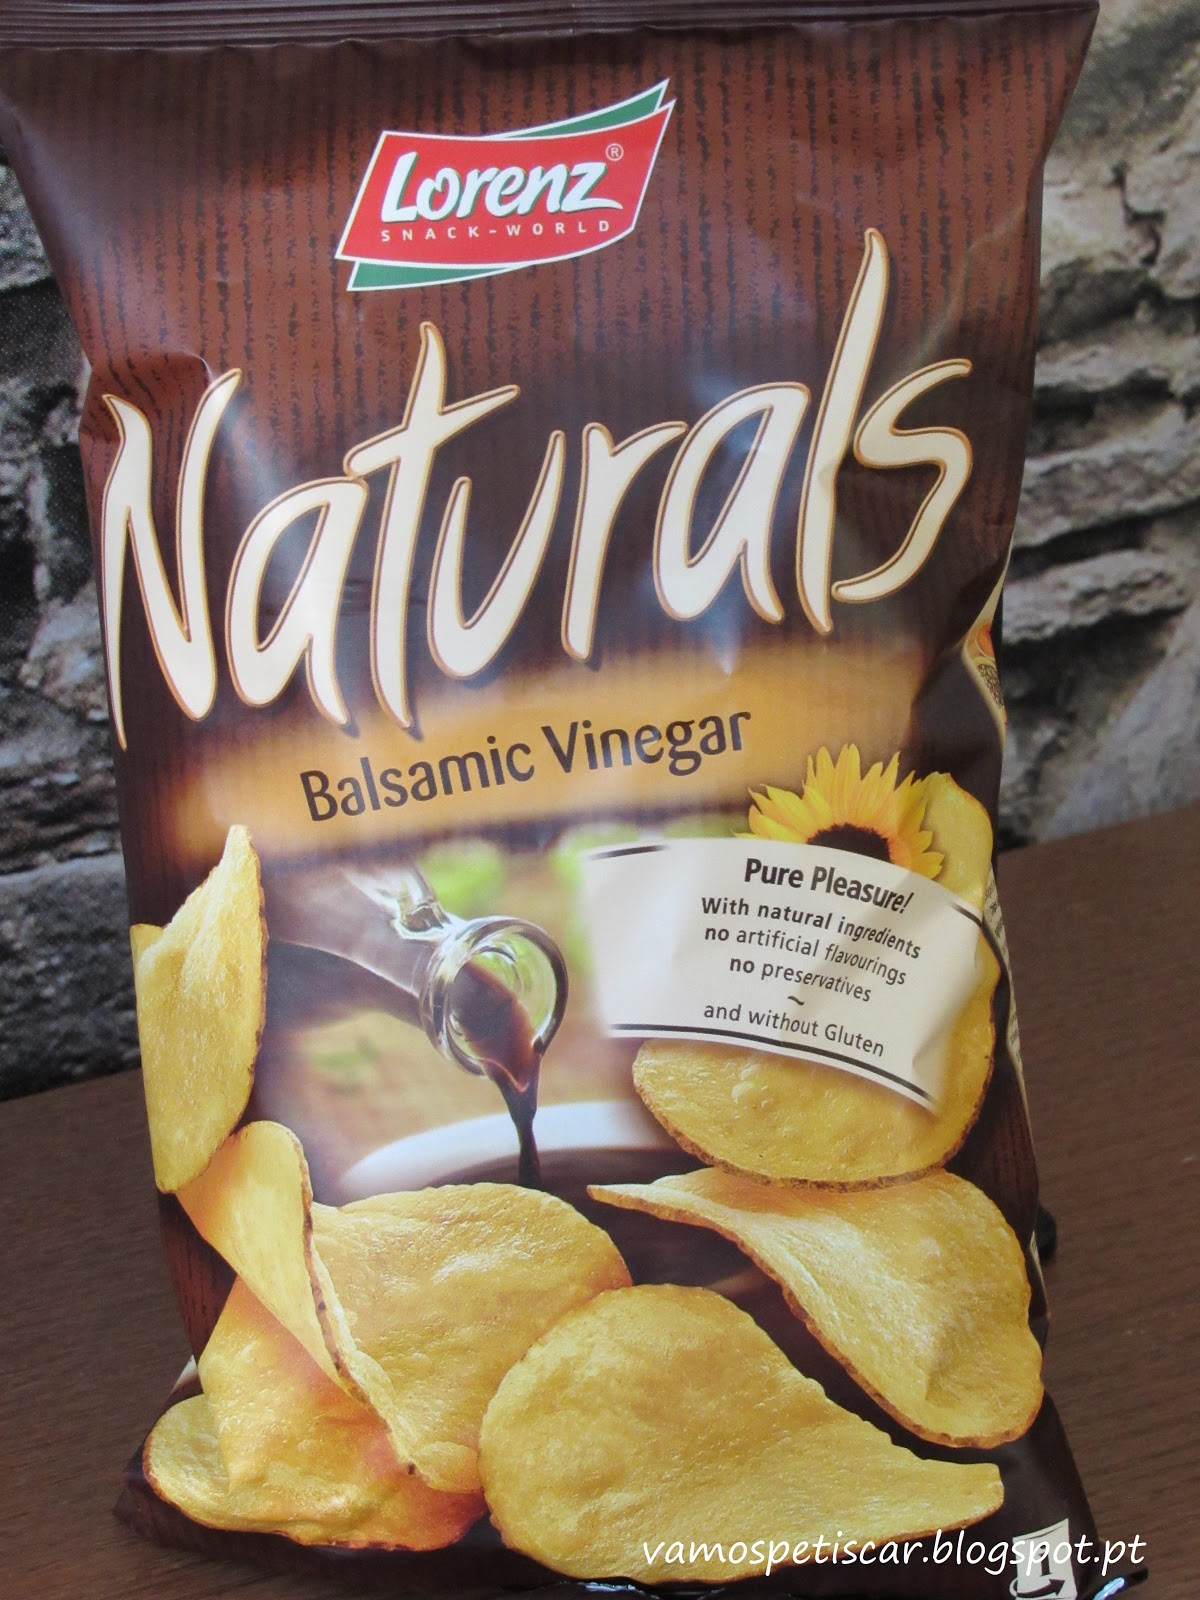 Lorenz®
SNACK-WORLD
Naturals
Balsamic Vinegar
Pure Pleasure!
With natural ingredients
no artificial flavourings
no preservatives
~
and without Gluten
vamospetiscar.blogspot.pt